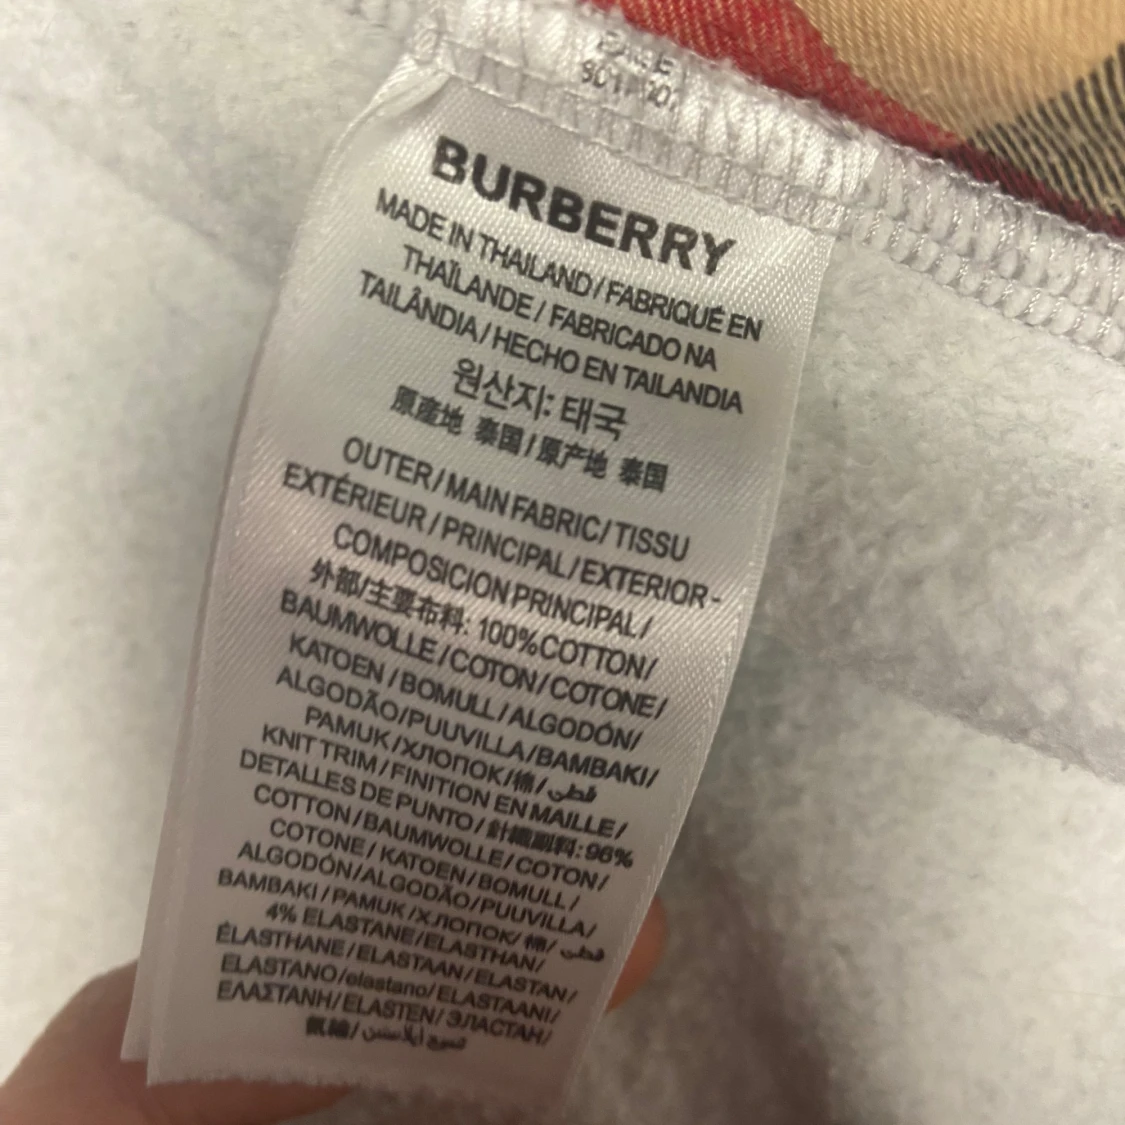 BURBERRY
MADE IN THAILAND / FABRIQUÉ EN
THAÏLANDE / FABRICADO NA
TAILÂNDIA / HECHO EN TAILANDIA
원산지: 태국
原產地 泰国 / 原产地 泰国
OUTER / MAIN FABRIC / TISSU
EXTÉRIEUR / PRINCIPAL / EXTERIOR-
COMPOSICION PRINCIPAL /
外部/主要布料: 100%COTTON/
BAUMWOLLE / COTON / COTONE /
KATOEN / BOMULL / ALGODÓN/
ALGODÃO/PUUVILLA/BAMBAKI/
PAMUK/ХЛОПОК/棉/ قطن/
KNIT TRIM / FINITION EN MAILLE /
DETALLES DE PUNTO / 針織副料: 96%
COTTON / BAUMWOLLE / COTON /
COTONE / KATOEN / BOMULL /
ALGODÓN/ALGODÃO/PUUVILLA/
BAMBAKI / PAMUK /ХЛОПОК/ 棉/ قطن/
4% ELASTANE/ELASTHAN/
ÉLASTHANE / ELASTAAN / ELASTAN /
ELASTANO/elastano/ ELASTAANI/
ΕΛΑΣΤΑΝΗ / ELASTEN / ЭЛАСТАН/